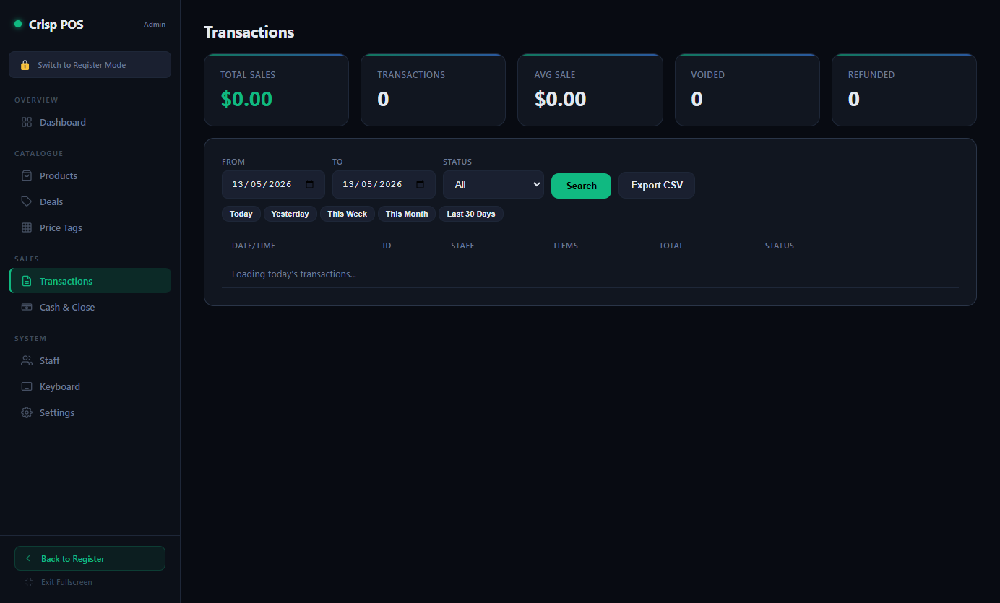 Crisp POS
Admin
Switch to Register Mode
OVERVIEW
Dashboard
CATALOGUE
Products
Deals
Price Tags
SALES
Transactions
Cash & Close
SYSTEM
Staff
Keyboard
Settings
Back to Register
Exit Fullscreen
Transactions
TOTAL SALES
$0.00
TRANSACTIONS
0
AVG SALE
$0.00
VOIDED
0
REFUNDED
0
FROM TO STATUS
13/05/2026 13/05/2026 All Search Export CSV
Today Yesterday This Week This Month Last 30 Days
DATE/TIME ID STAFF ITEMS TOTAL STATUS
Loading today's transactions...